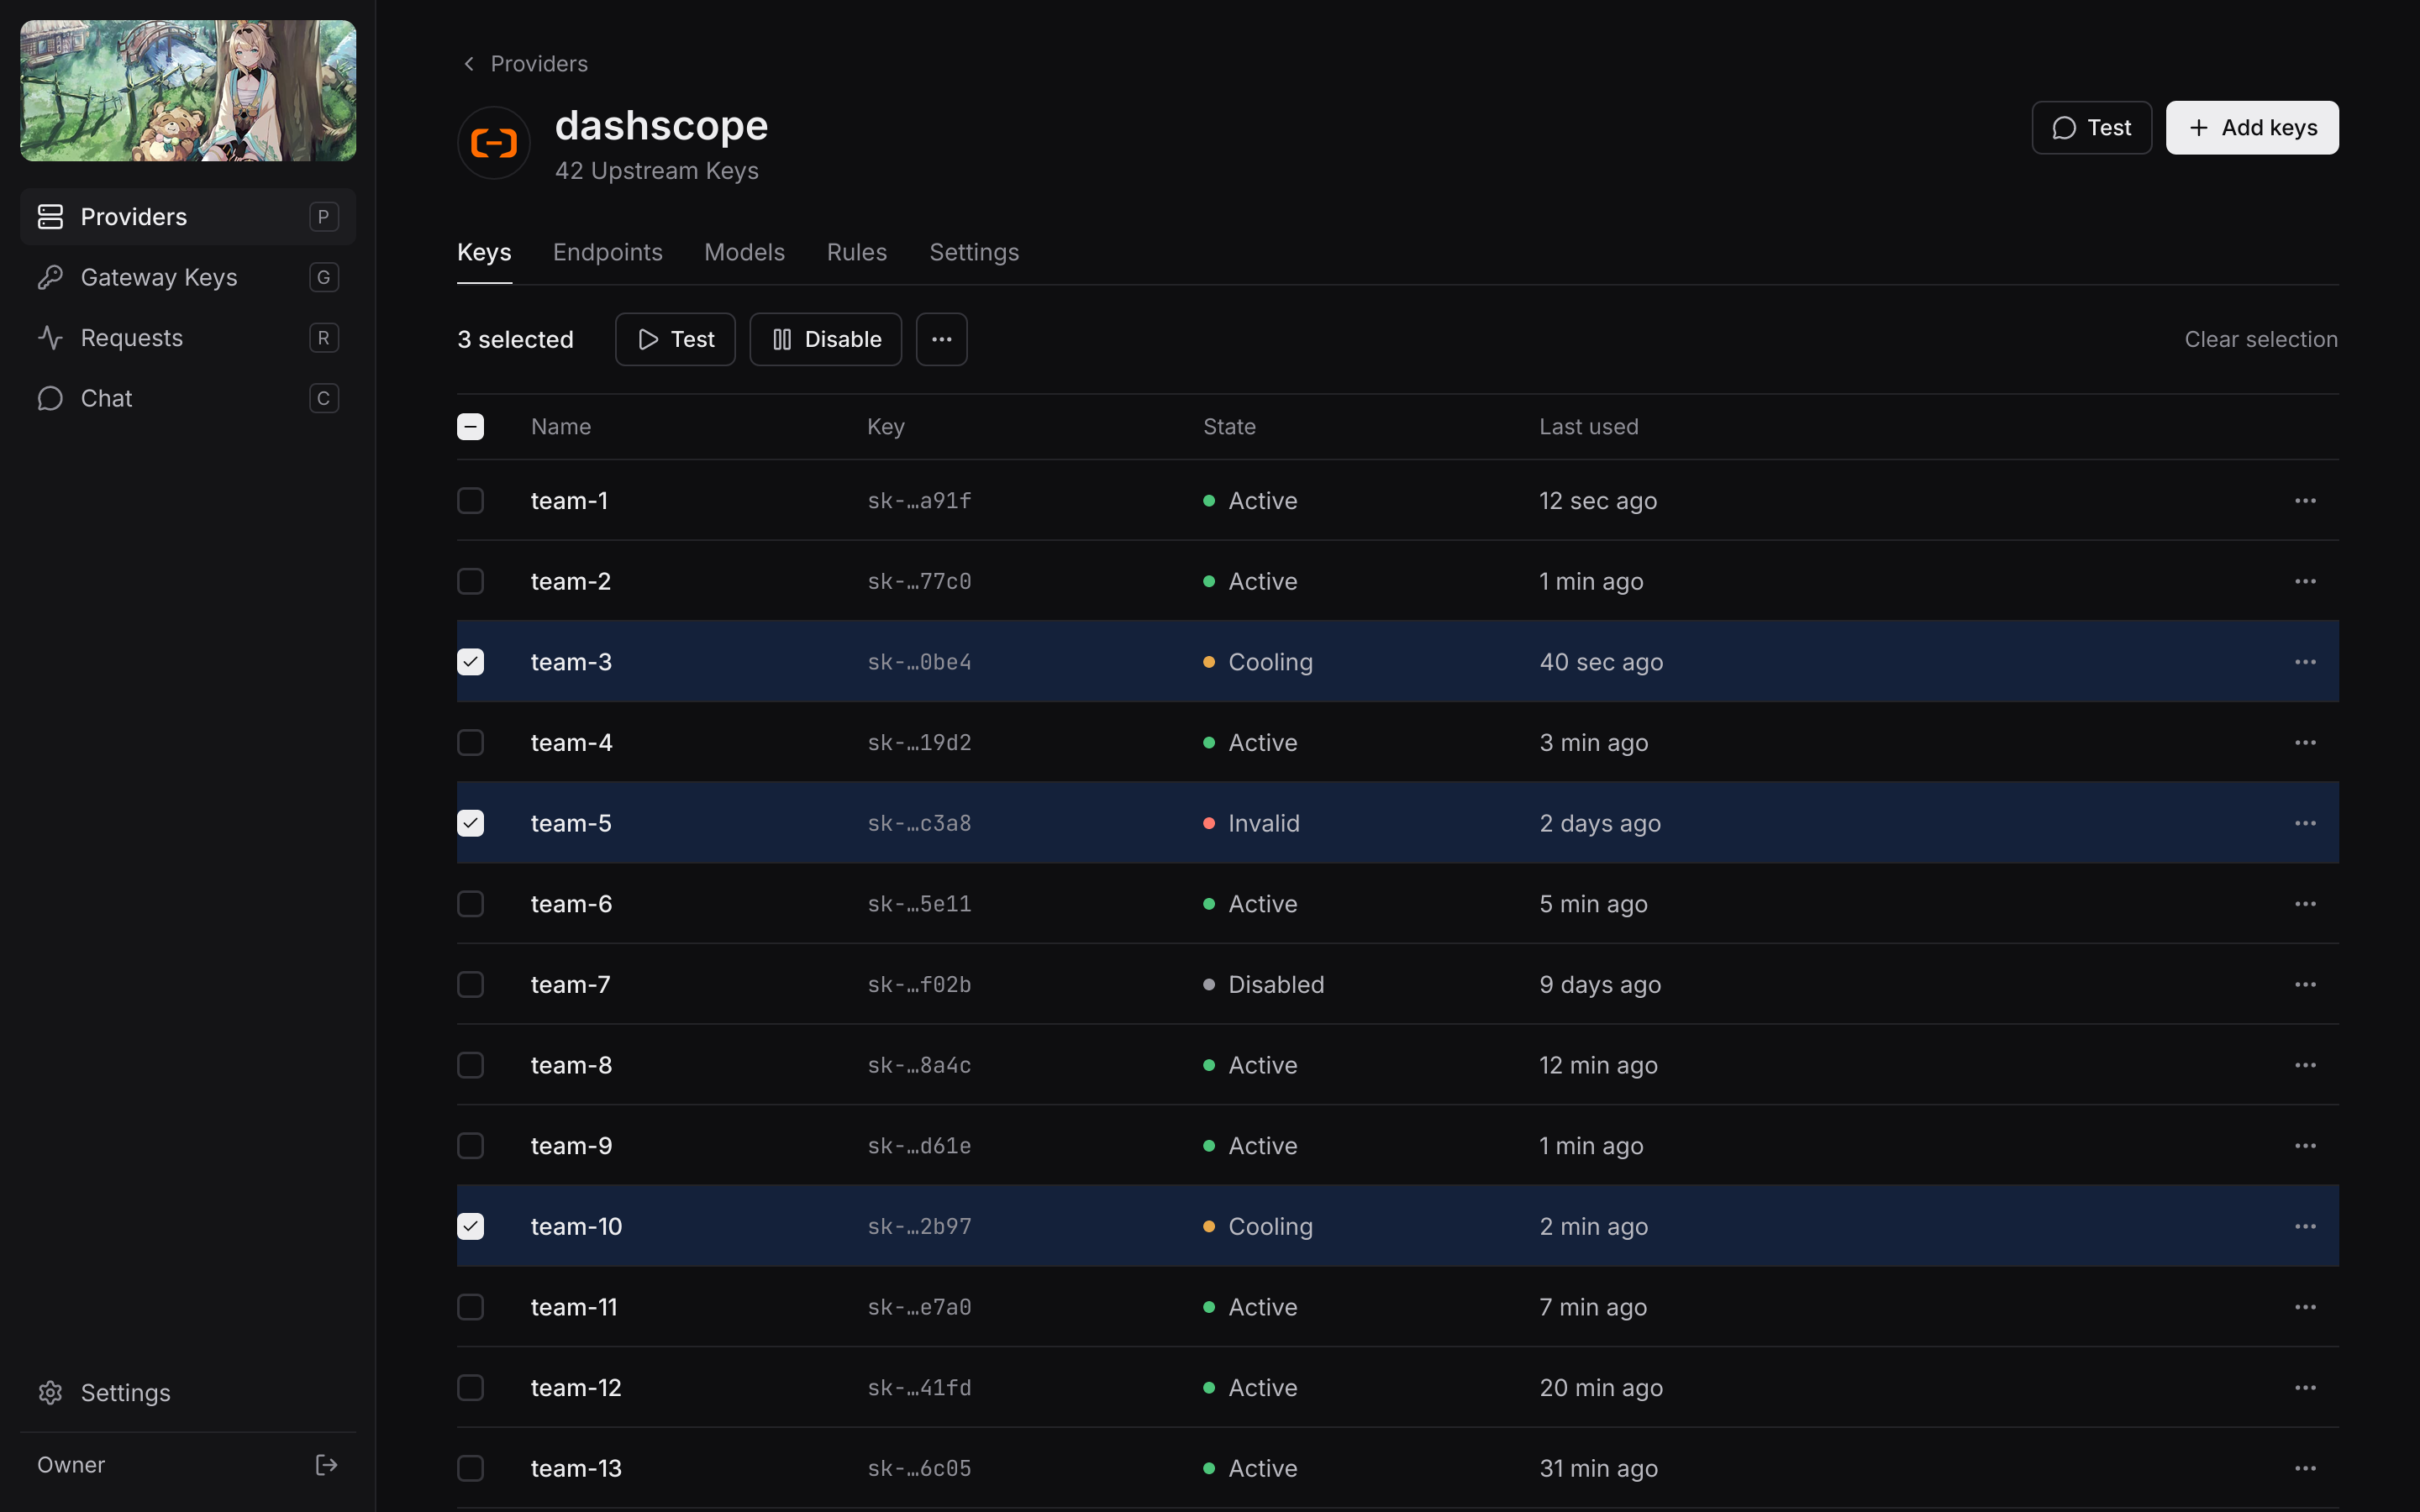 Providers
dashscope
42 Upstream Keys
Test
Add keys
Providers P
Gateway Keys G
Requests R
Chat C
Keys Endpoints Models Rules Settings
3 selected Test Disable Clear selection
Name Key State Last used
team-1 sk-…a91f Active 12 sec ago
team-2 sk-…77c0 Active 1 min ago
team-3 sk-…0be4 Cooling 40 sec ago
team-4 sk-…19d2 Active 3 min ago
team-5 sk-…c3a8 Invalid 2 days ago
team-6 sk-…5e11 Active 5 min ago
team-7 sk-…f02b Disabled 9 days ago
team-8 sk-…8a4c Active 12 min ago
team-9 sk-…d61e Active 1 min ago
team-10 sk-…2b97 Cooling 2 min ago
team-11 sk-…e7a0 Active 7 min ago
team-12 sk-…41fd Active 20 min ago
team-13 sk-…6c05 Active 31 min ago
Settings
Owner